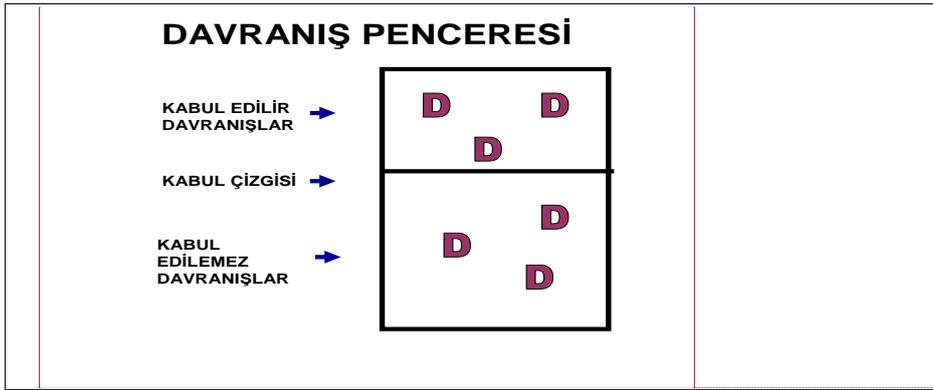 DAVRANIŞ PENCERESİ
KABUL EDİLİR
DAVRANIŞLAR
D D
D
KABUL ÇİZGİSİ
D
KABUL
EDİLEMEZ
DAVRANIŞLAR
D
D